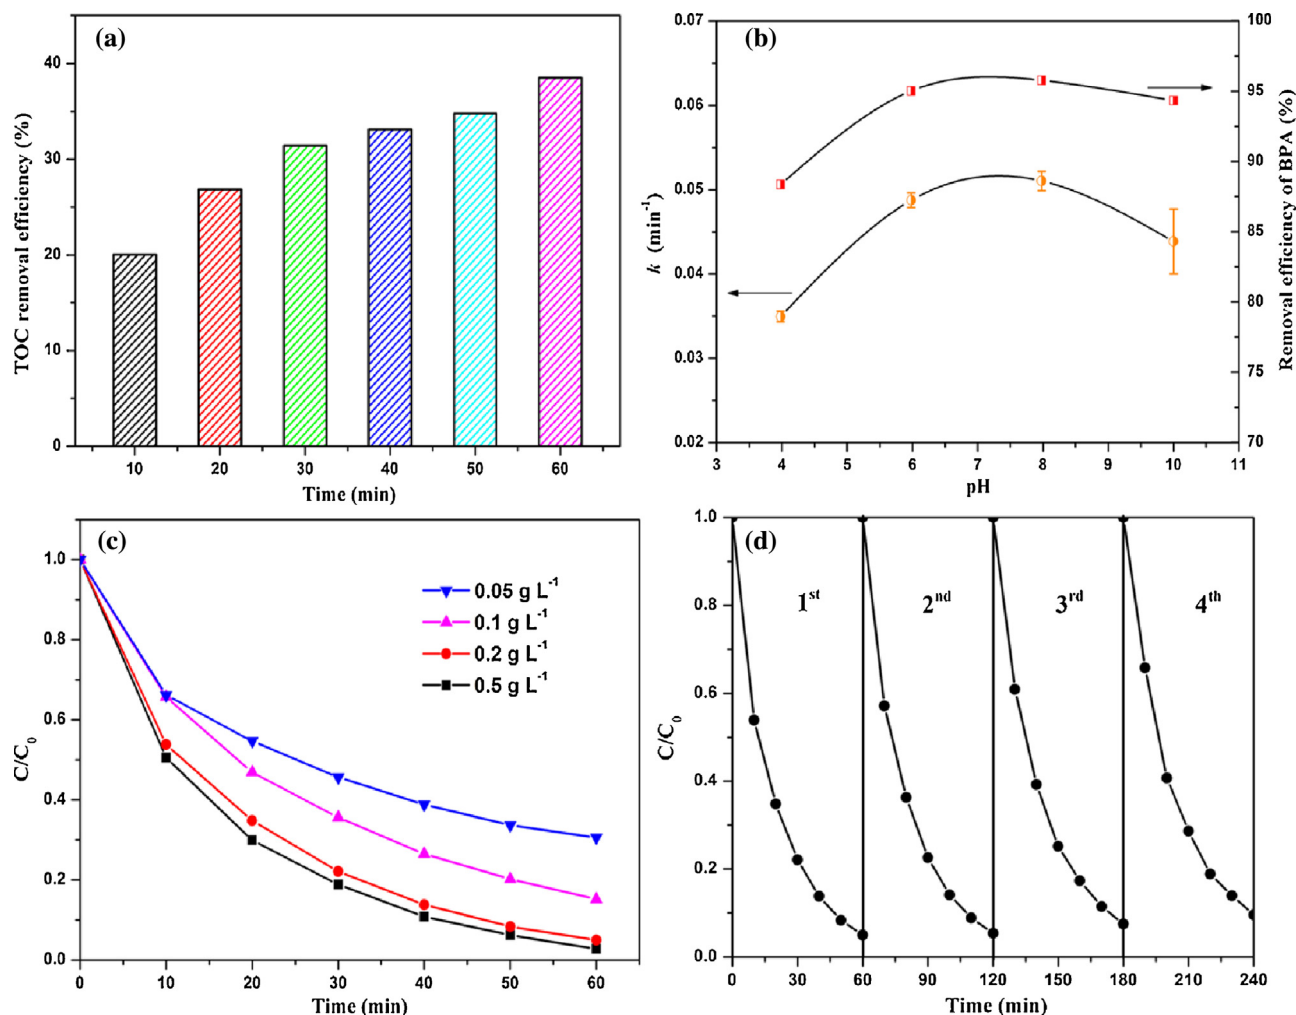 (a)
TOC removal efficiency (%)
40
30
20
10
0
10 20 30 40 50 60
Time (min)
(b)
k (min⁻¹)
0.07
0.06
0.05
0.04
0.03
0.02
3 4 5 6 7 8 9 10 11
pH
100
95
90
85
80
75
70
Removal efficiency of BPA (%)
(c)
C/C₀
1.0
0.8
0.6
0.4
0.2
0.0
0.05 g L⁻¹
0.1 g L⁻¹
0.2 g L⁻¹
0.5 g L⁻¹
0 10 20 30 40 50 60
Time (min)
(d)
C/C₀
1.0
0.8
0.6
0.4
0.2
0.0
1ˢᵗ 2ⁿᵈ 3ʳᵈ 4ᵗʰ
0 30 60 90 120 150 180 210 240
Time (min)